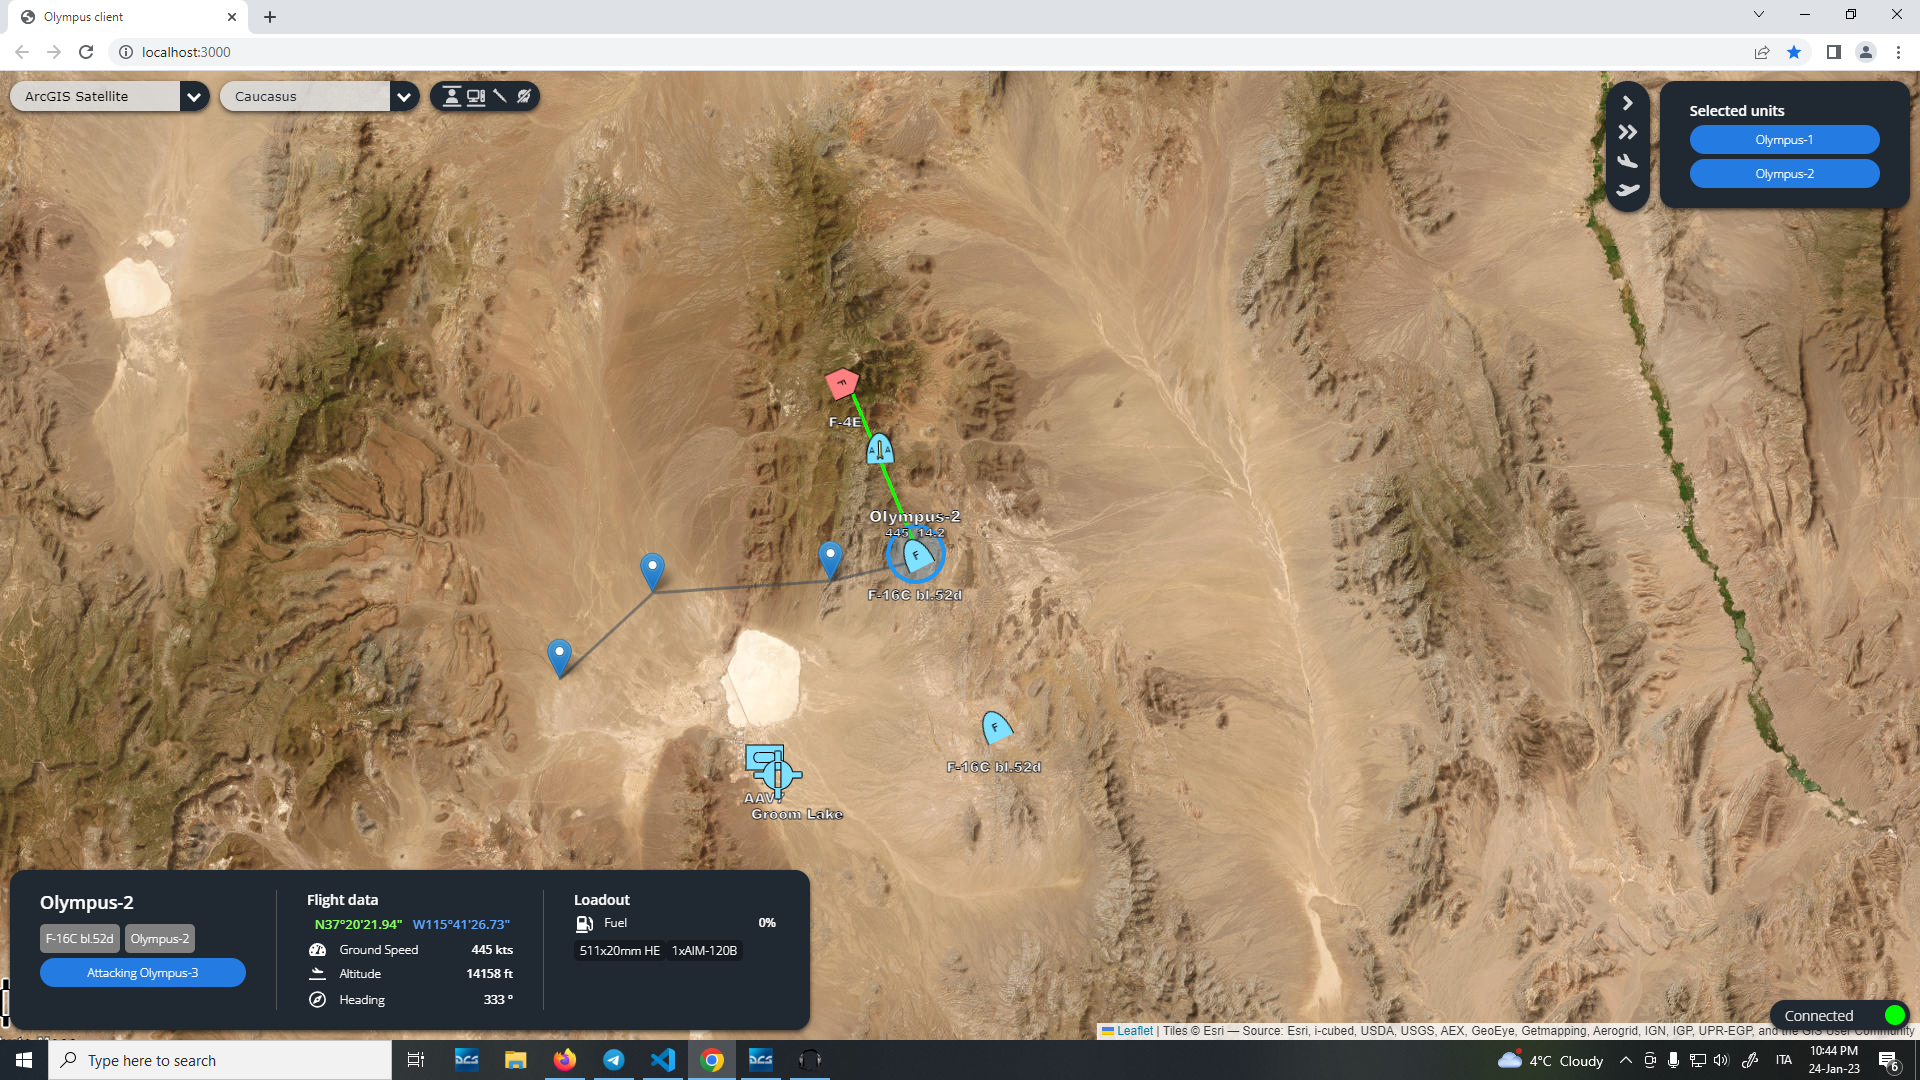 Olympus client
localhost:3000
ArcGIS Satellite
Caucasus
Selected units
Olympus-1
Olympus-2
F
F-4E
A A
Olympus-2
445 14.2
F
F-16C bl.52d
F
F-16C bl.52d
AAV7
Groom Lake
Olympus-2
F-16C bl.52d
Olympus-2
Attacking Olympus-3
Flight data
N37°20'21.94" W115°41'26.73"
Ground Speed 445 kts
Altitude 14158 ft
Heading 333 °
Loadout
Fuel 0%
511x20mm HE 1xAIM-120B
Connected
Leaflet | Tiles © Esri — Source: Esri, i-cubed, USDA, USGS, AEX, GeoEye, Getmapping, Aerogrid, IGN, IGP, UPR-EGP, and the GIS User Community
Type here to search
DCS
DCS
4°C Cloudy
ITA
10:44 PM
24-Jan-23
6